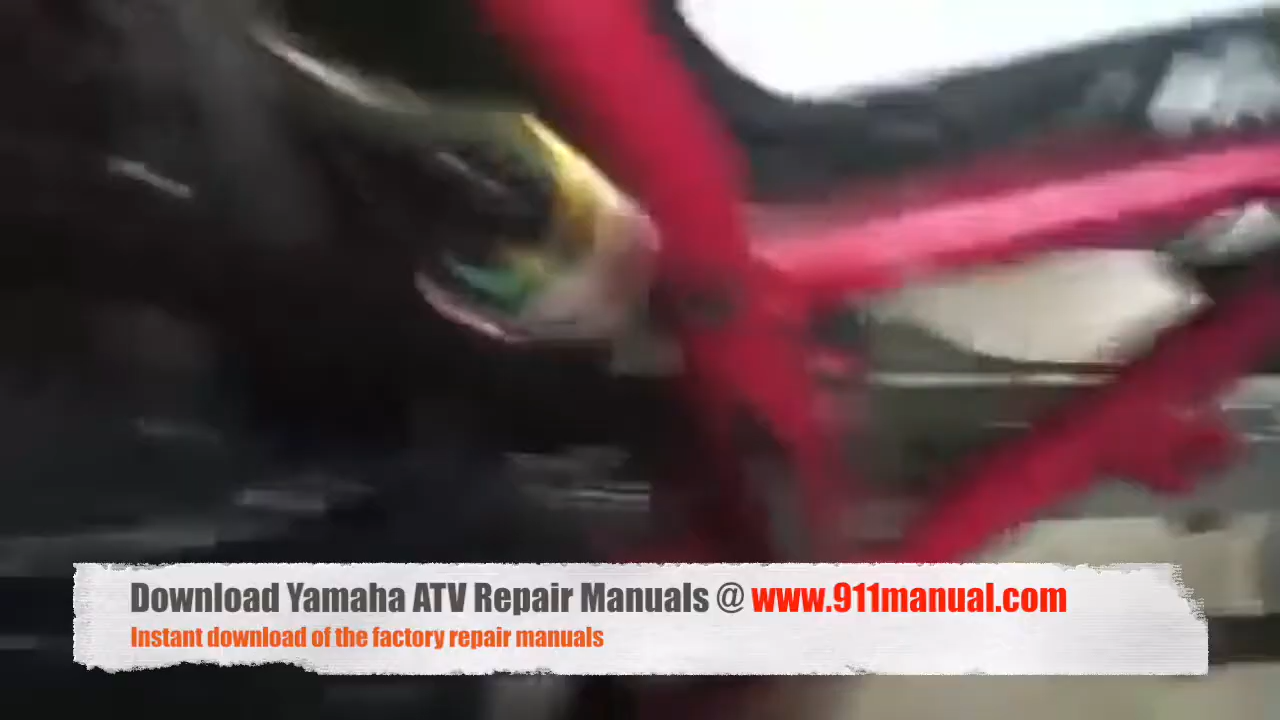 Download Yamaha ATV Repair Manuals @ www.911manual.com
Instant download of the factory repair manuals